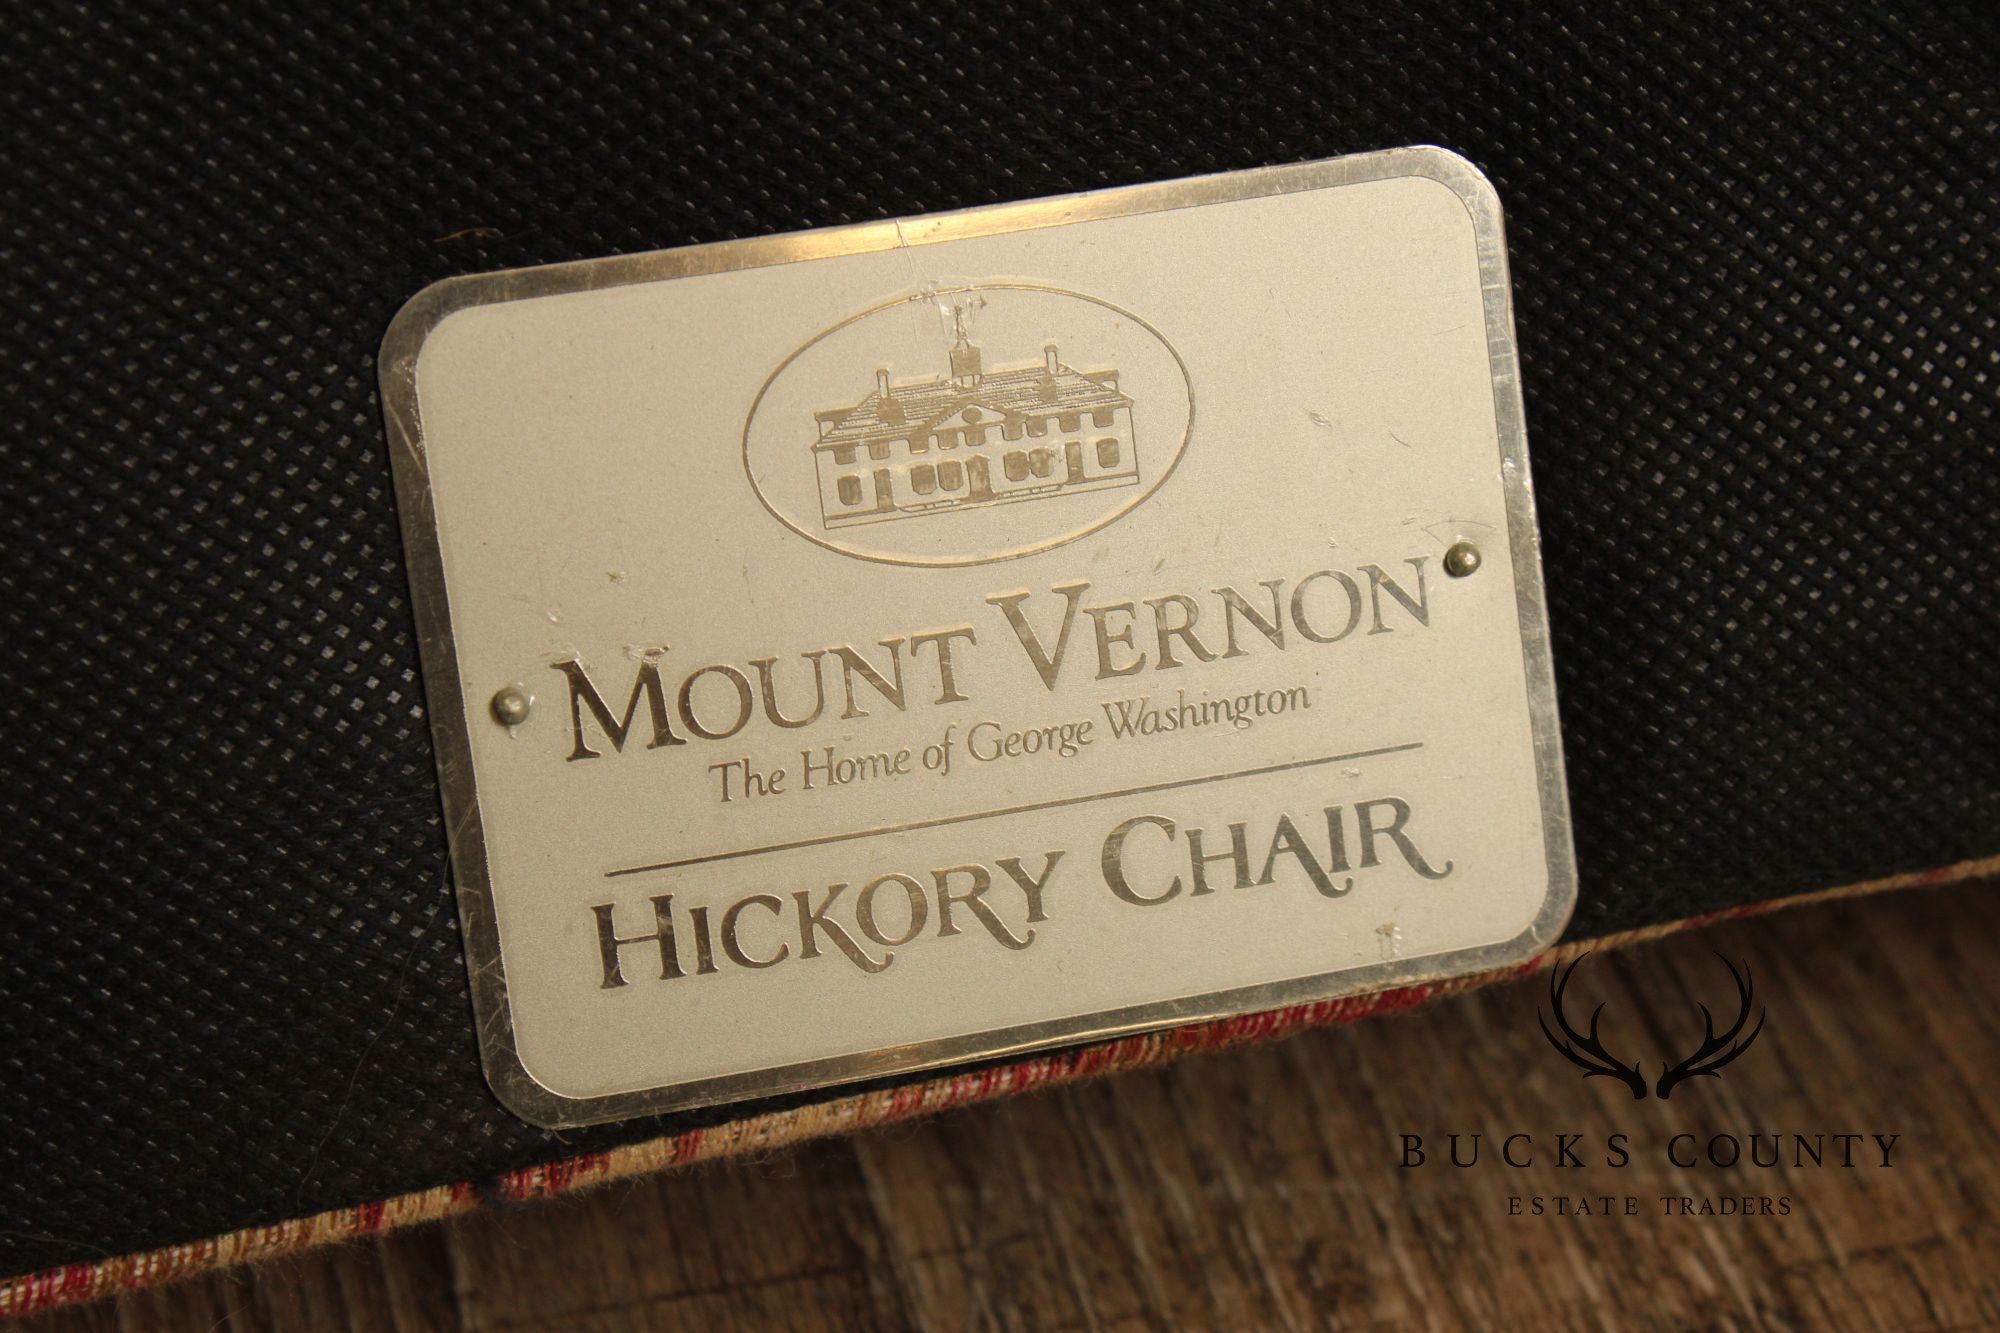 MOUNT VERNON
The Home of George Washington
HICKORY CHAIR
BUCKS COUNTY
ESTATE TRADERS